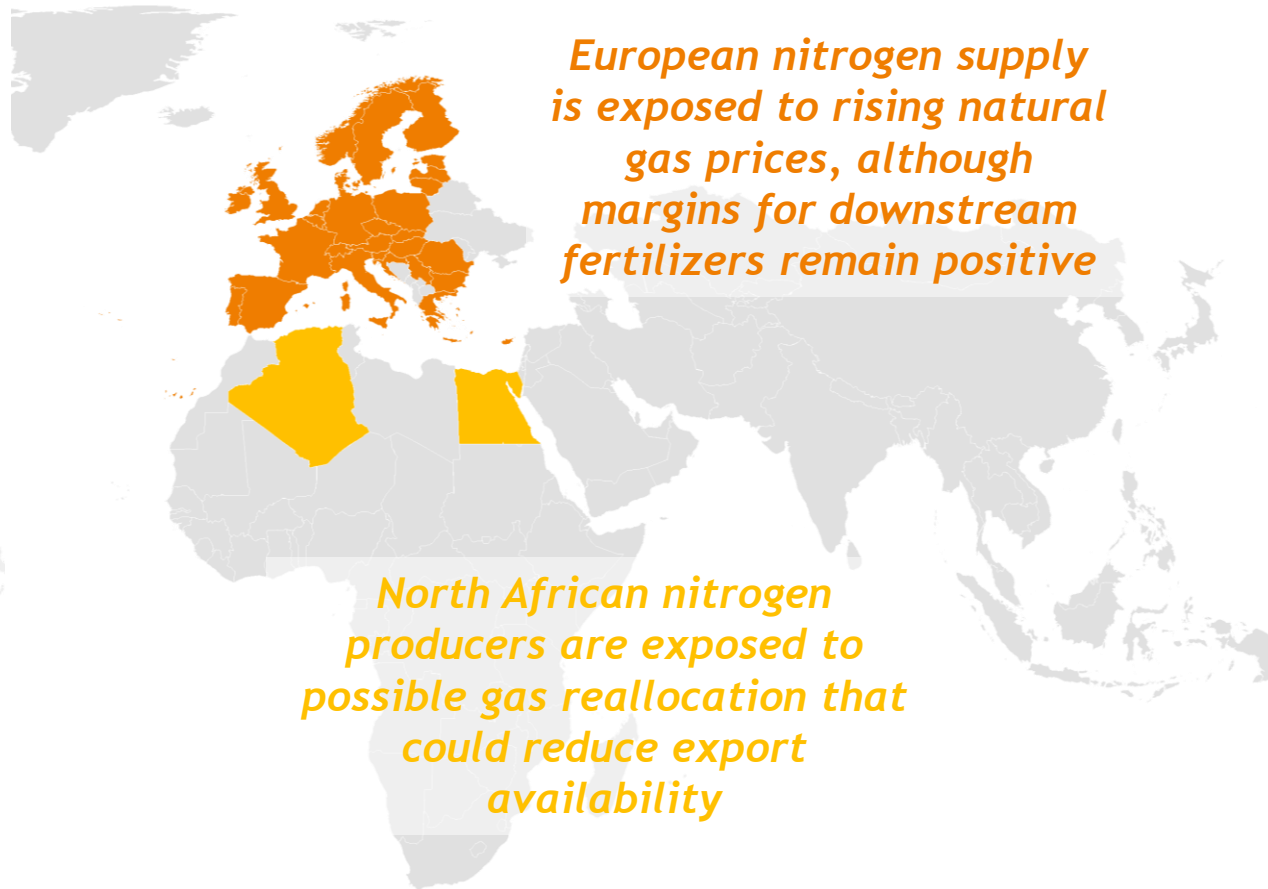 European nitrogen supply
is exposed to rising natural
gas prices, although
margins for downstream
fertilizers remain positive
North African nitrogen
producers are exposed to
possible gas reallocation that
could reduce export
availability